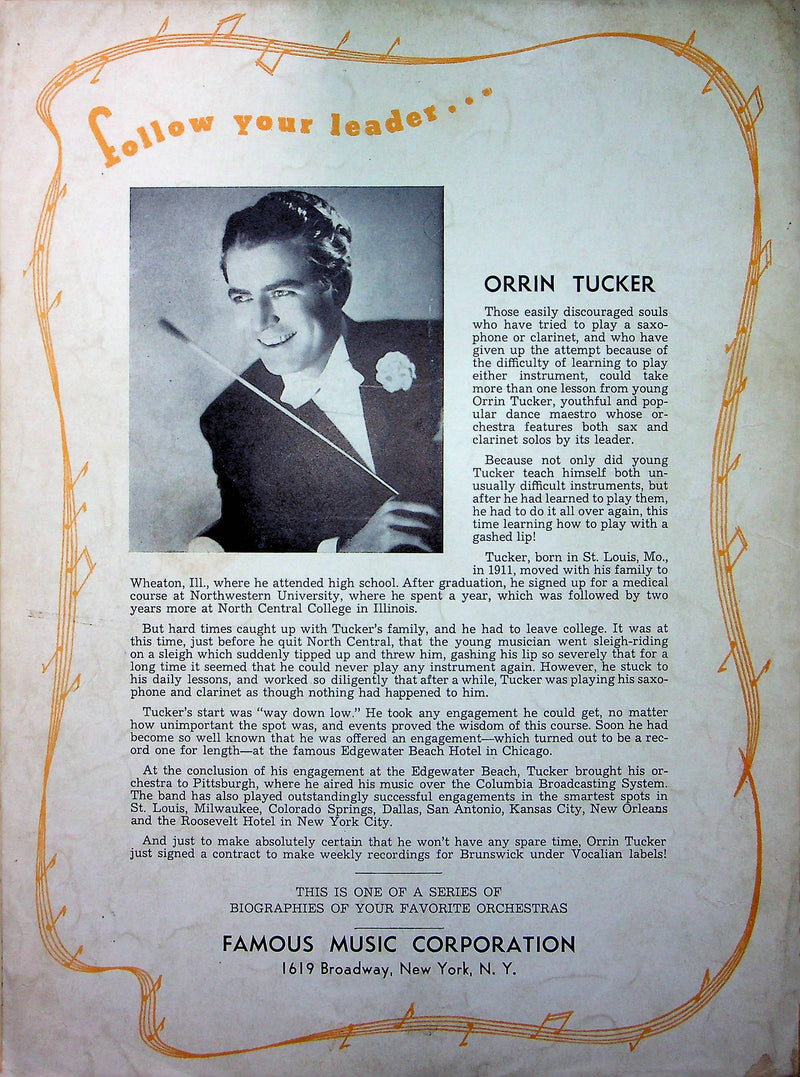 follow your leader...
ORRIN TUCKER
Those easily discouraged souls
who have tried to play a saxo-
phone or clarinet, and who have
given up the attempt because of
the difficulty of learning to play
either instrument, could take
more than one lesson from young
Orrin Tucker, youthful and pop-
ular dance maestro whose or-
chestra features both sax and
clarinet solos by its leader.
Because not only did young
Tucker teach himself both un-
usually difficult instruments, but
after he had learned to play them,
he had to do it all over again, this
time learning how to play with a
gashed lip!
Tucker, born in St. Louis, Mo.,
in 1911, moved with his family to
Wheaton, Ill., where he attended high school. After graduation, he signed up for a medical
course at Northwestern University, where he spent a year, which was followed by two
years more at North Central College in Illinois.
But hard times caught up with Tucker's family, and he had to leave college. It was at
this time, just before he quit North Central, that the young musician went sleigh-riding
on a sleigh which suddenly tipped up and threw him, gashing his lip so severely that for a
long time it seemed that he could never play any instrument again. However, he stuck to
his daily lessons, and worked so diligently that after a while, Tucker was playing his saxo-
phone and clarinet as though nothing had happened to him.
Tucker's start was "way down low." He took any engagement he could get, no matter
how unimportant the spot was, and events proved the wisdom of this course. Soon he had
become so well known that he was offered an engagement—which turned out to be a rec-
ord one for length—at the famous Edgewater Beach Hotel in Chicago.
At the conclusion of his engagement at the Edgewater Beach, Tucker brought his or-
chestra to Pittsburgh, where he aired his music over the Columbia Broadcasting System.
The band has also played outstandingly successful engagements in the smartest spots in
St. Louis, Milwaukee, Colorado Springs, Dallas, San Antonio, Kansas City, New Orleans
and the Roosevelt Hotel in New York City.
And just to make absolutely certain that he won't have any spare time, Orrin Tucker
just signed a contract to make weekly recordings for Brunswick under Vocalian labels!
THIS IS ONE OF A SERIES OF
BIOGRAPHIES OF YOUR FAVORITE ORCHESTRAS
FAMOUS MUSIC CORPORATION
1619 Broadway, New York, N. Y.